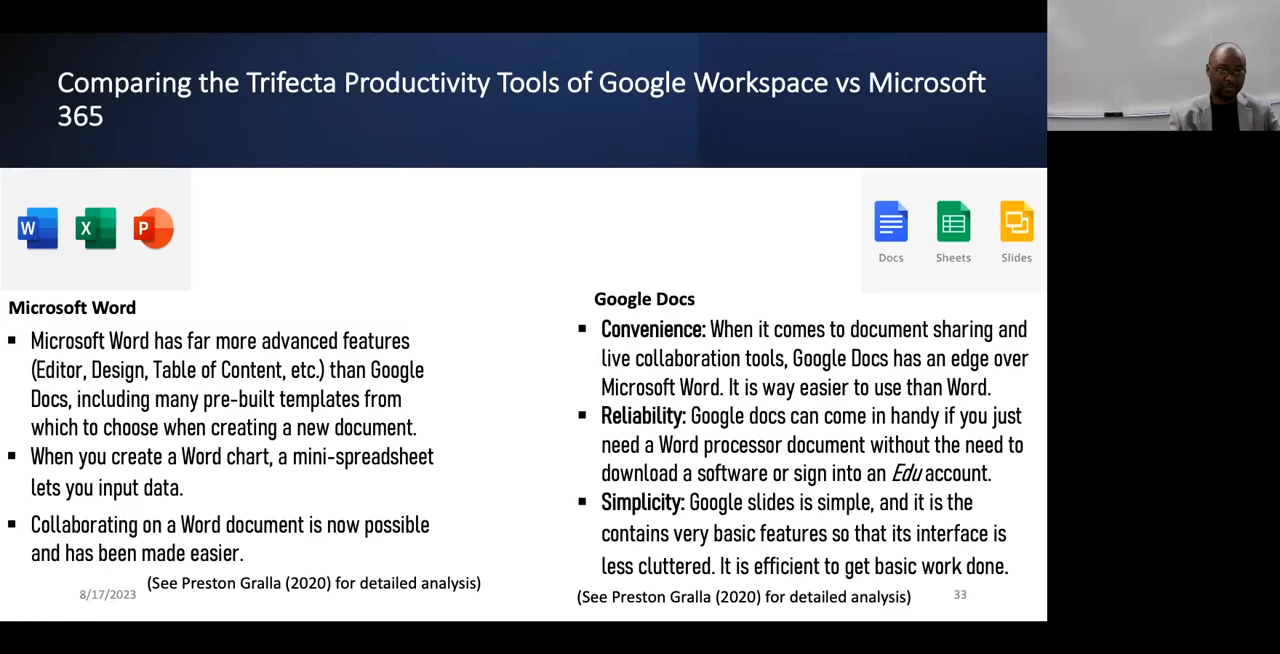 Comparing the Trifecta Productivity Tools of Google Workspace vs Microsoft
365
W X P
Docs Sheets Slides
Microsoft Word
▪ Microsoft Word has far more advanced features
(Editor, Design, Table of Content, etc.) than Google
Docs, including many pre-built templates from
which to choose when creating a new document.
▪ When you create a Word chart, a mini-spreadsheet
lets you input data.
▪ Collaborating on a Word document is now possible
and has been made easier.
(See Preston Gralla (2020) for detailed analysis)
Google Docs
▪ Convenience: When it comes to document sharing and
live collaboration tools, Google Docs has an edge over
Microsoft Word. It is way easier to use than Word.
▪ Reliability: Google docs can come in handy if you just
need a Word processor document without the need to
download a software or sign into an Edu account.
▪ Simplicity: Google slides is simple, and it is the
contains very basic features so that its interface is
less cluttered. It is efficient to get basic work done.
(See Preston Gralla (2020) for detailed analysis)
8/17/2023
33